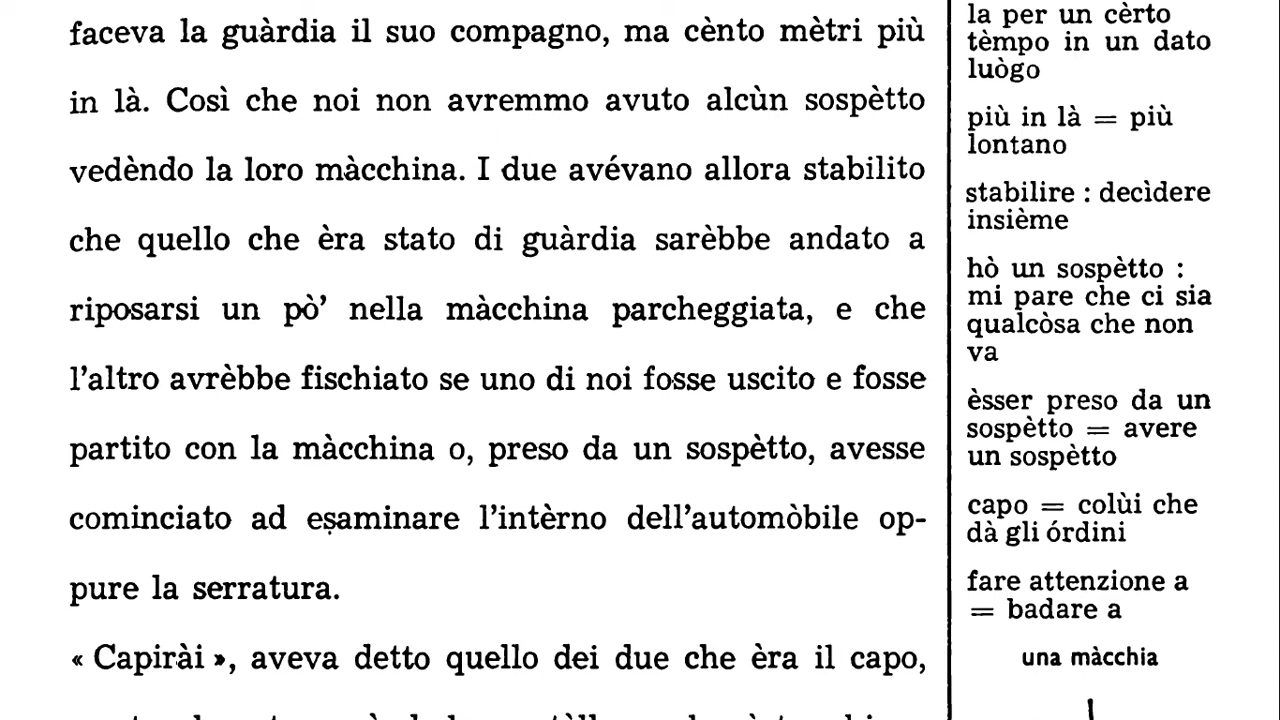 faceva la guàrdia il suo compagno, ma cènto mètri più
in là. Così che noi non avremmo avuto alcùn sospètto
vedèndo la loro màcchina. I due avévano allora stabilito
che quello che èra stato di guàrdia sarèbbe andato a
riposarsi un pò' nella màcchina parcheggiata, e che
l'altro avrèbbe fischiato se uno di noi fosse uscito e fosse
partito con la màcchina o, preso da un sospètto, avesse
cominciato ad eṣaminare l'intèrno dell'automòbile op-
pure la serratura.
« Capirài », aveva detto quello dei due che èra il capo,
la per un cèrto
tèmpo in un dato
luògo
più in là = più
lontano
stabilire : decìdere
insième
hò un sospètto :
mi pare che ci sia
qualcòsa che non
va
èsser preso da un
sospètto = avere
un sospètto
capo = colùi che
dà gli órdini
fare attenzione a
= badare a
una màcchia